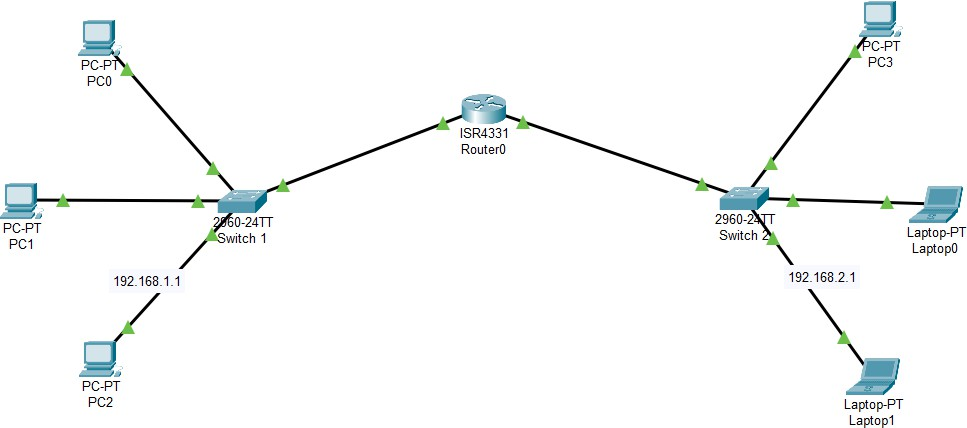 PC-PT
PC0
PC-PT
PC3
ISR4331
Router0
PC-PT
PC1
2960-24TT
Switch 1
2960-24TT
Switch 2
Laptop-PT
Laptop0
192.168.1.1
192.168.2.1
PC-PT
PC2
Laptop-PT
Laptop1